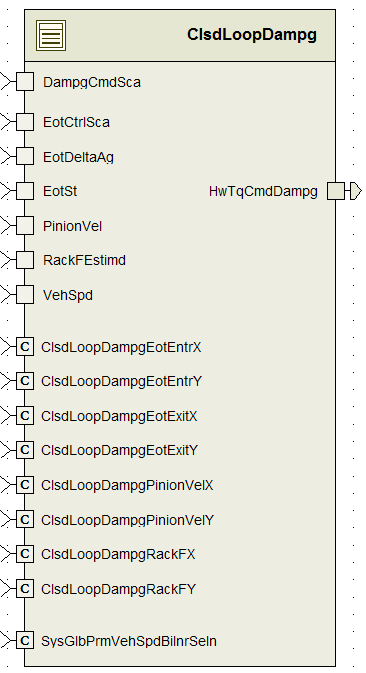 ClsdLoopDampg
DampgCmdSca
EotCtrlSca
EotDeltaAg
EotSt
HwTqCmdDampg
PinionVel
RackFEstimd
VehSpd
C ClsdLoopDampgEotEntrX
C ClsdLoopDampgEotEntrY
C ClsdLoopDampgEotExitX
C ClsdLoopDampgEotExitY
C ClsdLoopDampgPinionVelX
C ClsdLoopDampgPinionVelY
C ClsdLoopDampgRackFX
C ClsdLoopDampgRackFY
C SysGlbPrmVehSpdBilnrSeln